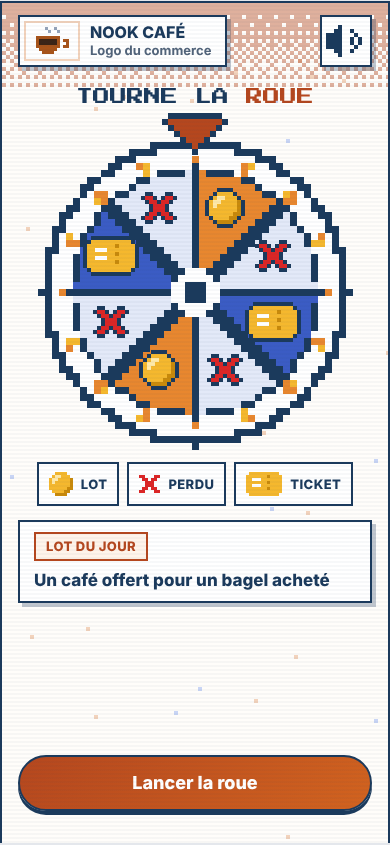 NOOK CAFÉ
Logo du commerce
TOURNE LA ROUE
LOT
PERDU
TICKET
LOT DU JOUR
Un café offert pour un bagel acheté
Lancer la roue